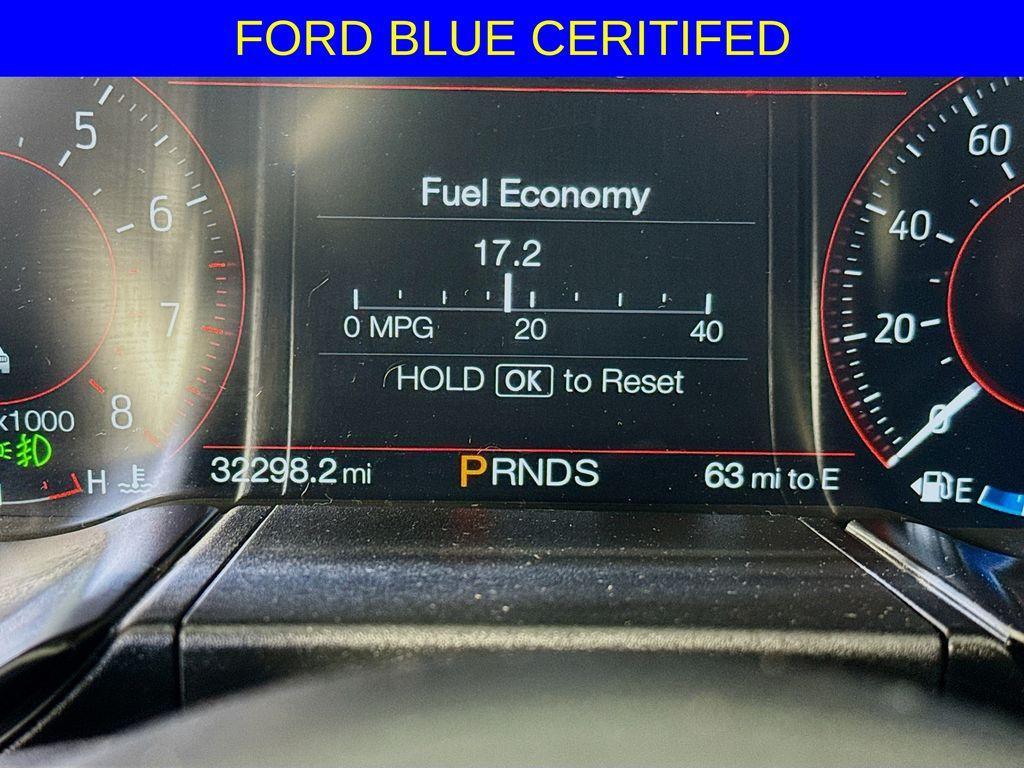 FORD BLUE CERITIFED
5
6
7
8
x1000
H
Fuel Economy
17.2
0 MPG 20 40
HOLD OK to Reset
32298.2 mi PRNDS 63 mi to E
60
40
20
0
E